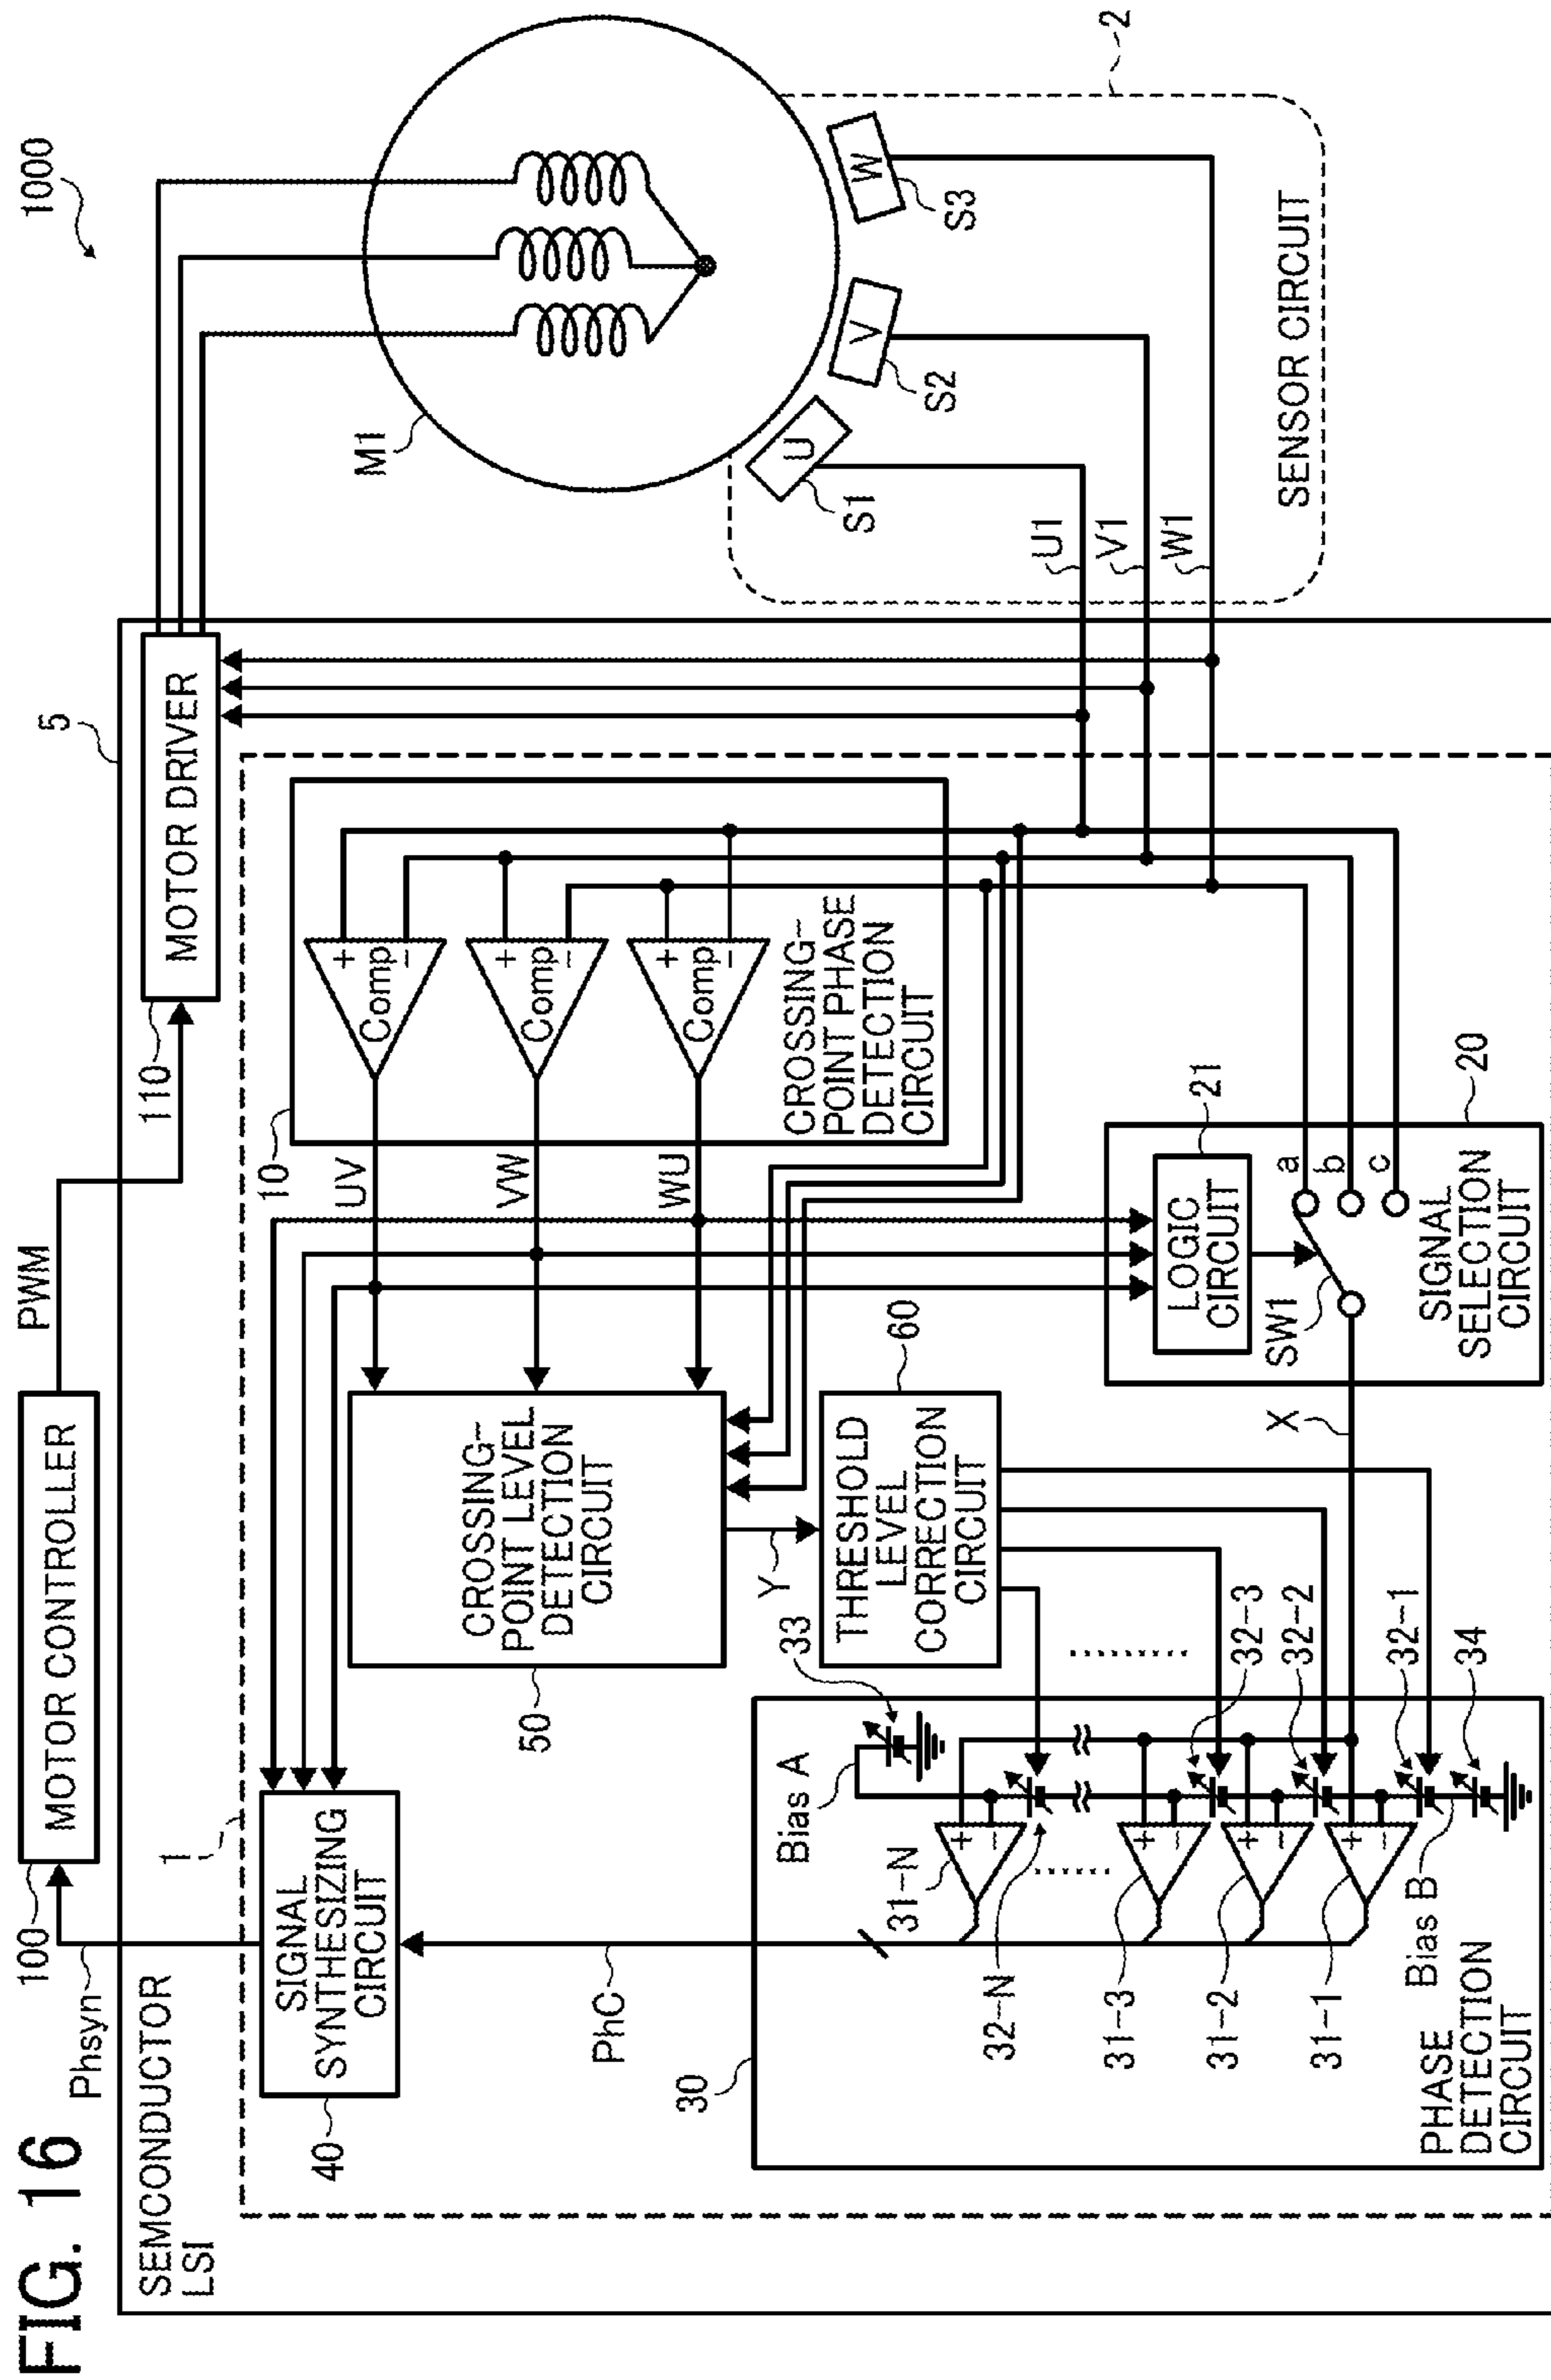 FIG. 16
1000
Phsyn
100
MOTOR CONTROLLER
PWM
SEMCONDUCTOR
LSI
5
110
MOTOR DRIVER
M1
1
40
SIGNAL
SYNTHESIZING
CIRCUIT
50
CROSSING-
POINT LEVEL
DETECTION
CIRCUIT
10
UV
VW
WU
+
−
Comp
+
−
Comp
+
−
Comp
CROSSING-
POINT PHASE
DETECTION
CIRCUIT
U
S1
V
S2
W
S3
U1
V1
W1
SENSOR CIRCUIT
2
PhC
Y
60
THRESHOLD
LEVEL
CORRECTION
CIRCUIT
21
LOGIC
CIRCUIT
20
SW1
a
b
c
SIGNAL
SELECTION
CIRCUIT
X
30
Bias A
33
31-N
+
−
32-N
31-3
+
−
32-3
31-2
+
−
32-2
31-1
+
−
32-1
Bias B
34
PHASE
DETECTION
CIRCUIT